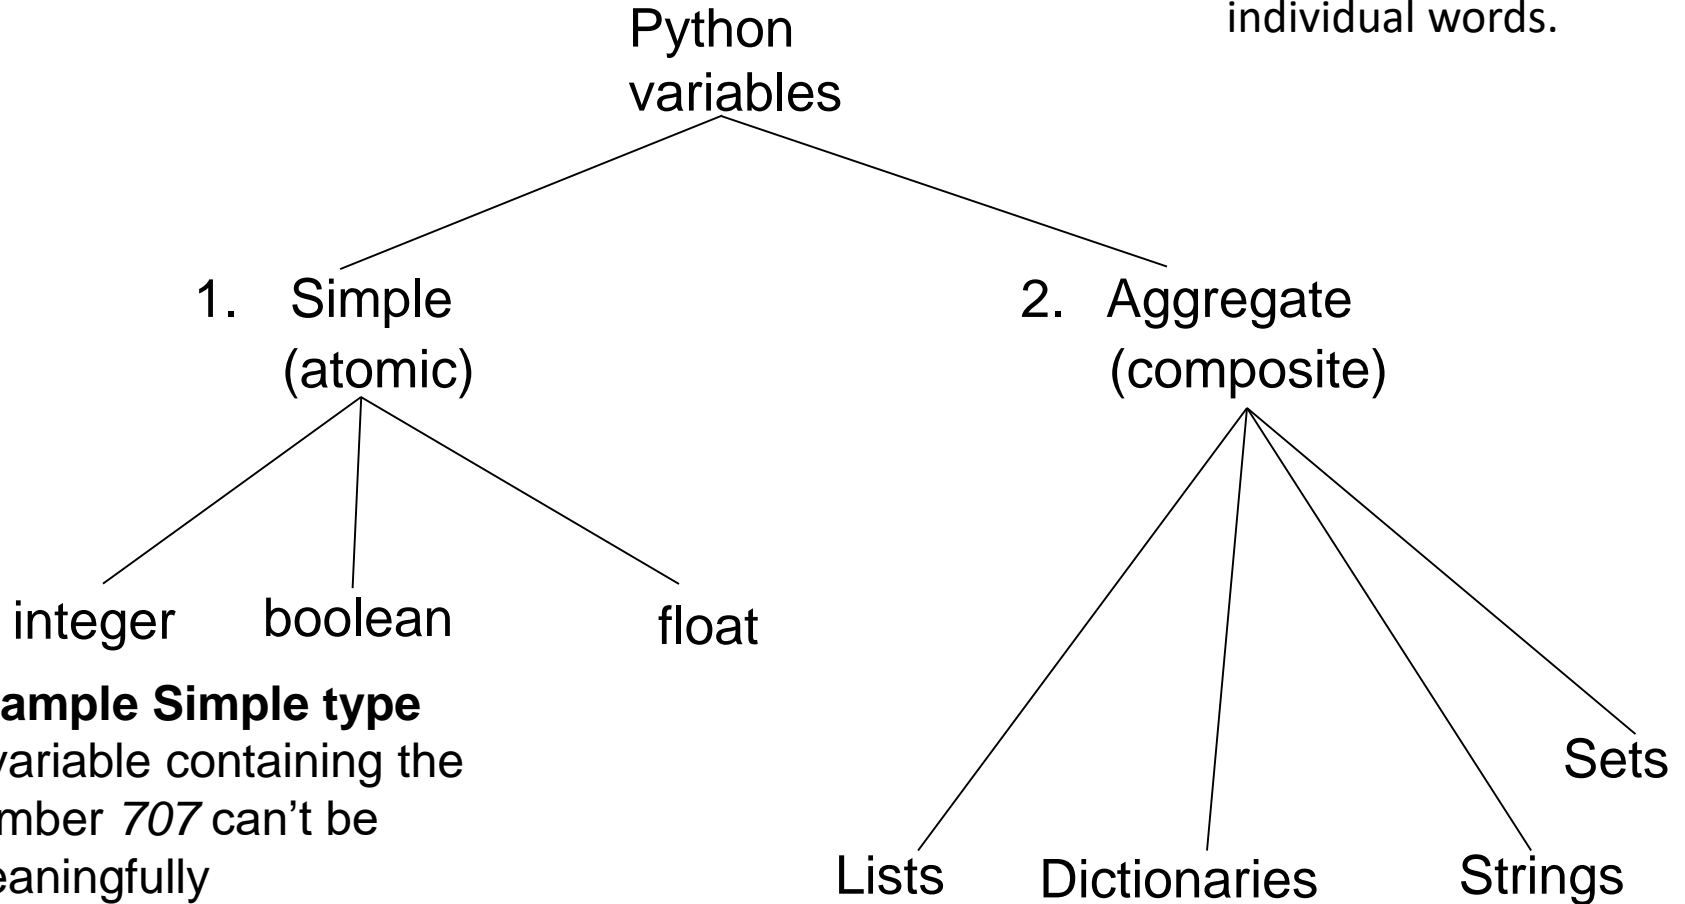 individual words.
Python
variables
1. Simple
(atomic)
2. Aggregate
(composite)
integer boolean float
ample Simple type
variable containing the
mber 707 can't be
eaningfully
Sets
Lists Dictionaries Strings